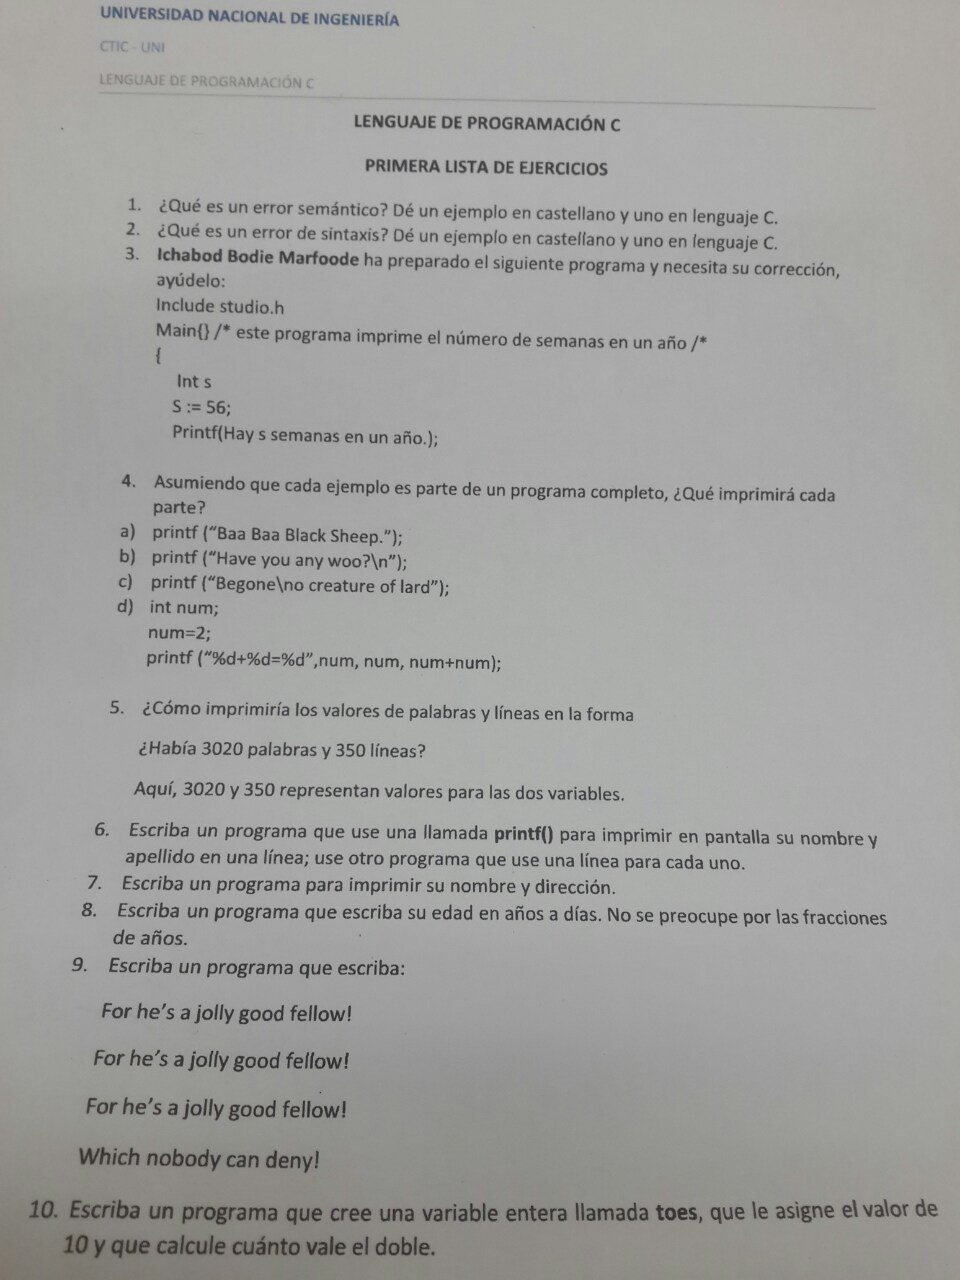 UNIVERSIDAD NACIONAL DE INGENIERÍA
CTIC - UNI
LENGUAJE DE PROGRAMACIÓN C
LENGUAJE DE PROGRAMACIÓN C
PRIMERA LISTA DE EJERCICIOS
1. ¿Qué es un error semántico? Dé un ejemplo en castellano y uno en lenguaje C.
2. ¿Qué es un error de sintaxis? Dé un ejemplo en castellano y uno en lenguaje C.
3. Ichabod Bodie Marfoode ha preparado el siguiente programa y necesita su corrección,
ayúdelo:
Include studio.h
Main{} /* este programa imprime el número de semanas en un año /*
{
Int s
S := 56;
Printf(Hay s semanas en un año.);
4. Asumiendo que cada ejemplo es parte de un programa completo, ¿Qué imprimirá cada
parte?
a) printf (“Baa Baa Black Sheep.”);
b) printf (“Have you any woo?\n”);
c) printf (“Begone\no creature of lard”);
d) int num;
num=2;
printf (“%d+%d=%d”,num, num, num+num);
5. ¿Cómo imprimiría los valores de palabras y líneas en la forma
¿Había 3020 palabras y 350 líneas?
Aquí, 3020 y 350 representan valores para las dos variables.
6. Escriba un programa que use una llamada printf() para imprimir en pantalla su nombre y
apellido en una línea; use otro programa que use una línea para cada uno.
7. Escriba un programa para imprimir su nombre y dirección.
8. Escriba un programa que escriba su edad en años a días. No se preocupe por las fracciones
de años.
9. Escriba un programa que escriba:
For he’s a jolly good fellow!
For he’s a jolly good fellow!
For he’s a jolly good fellow!
Which nobody can deny!
10. Escriba un programa que cree una variable entera llamada toes, que le asigne el valor de
10 y que calcule cuánto vale el doble.